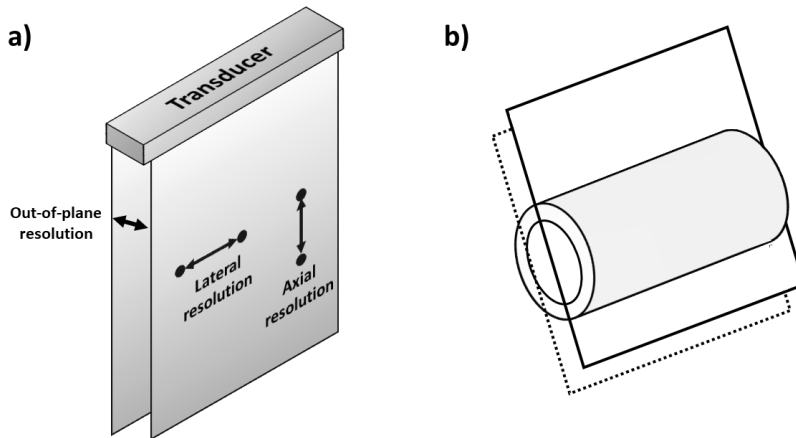 a)
Transducer
Out-of-plane
resolution
Lateral
resolution
Axial
resolution
b)